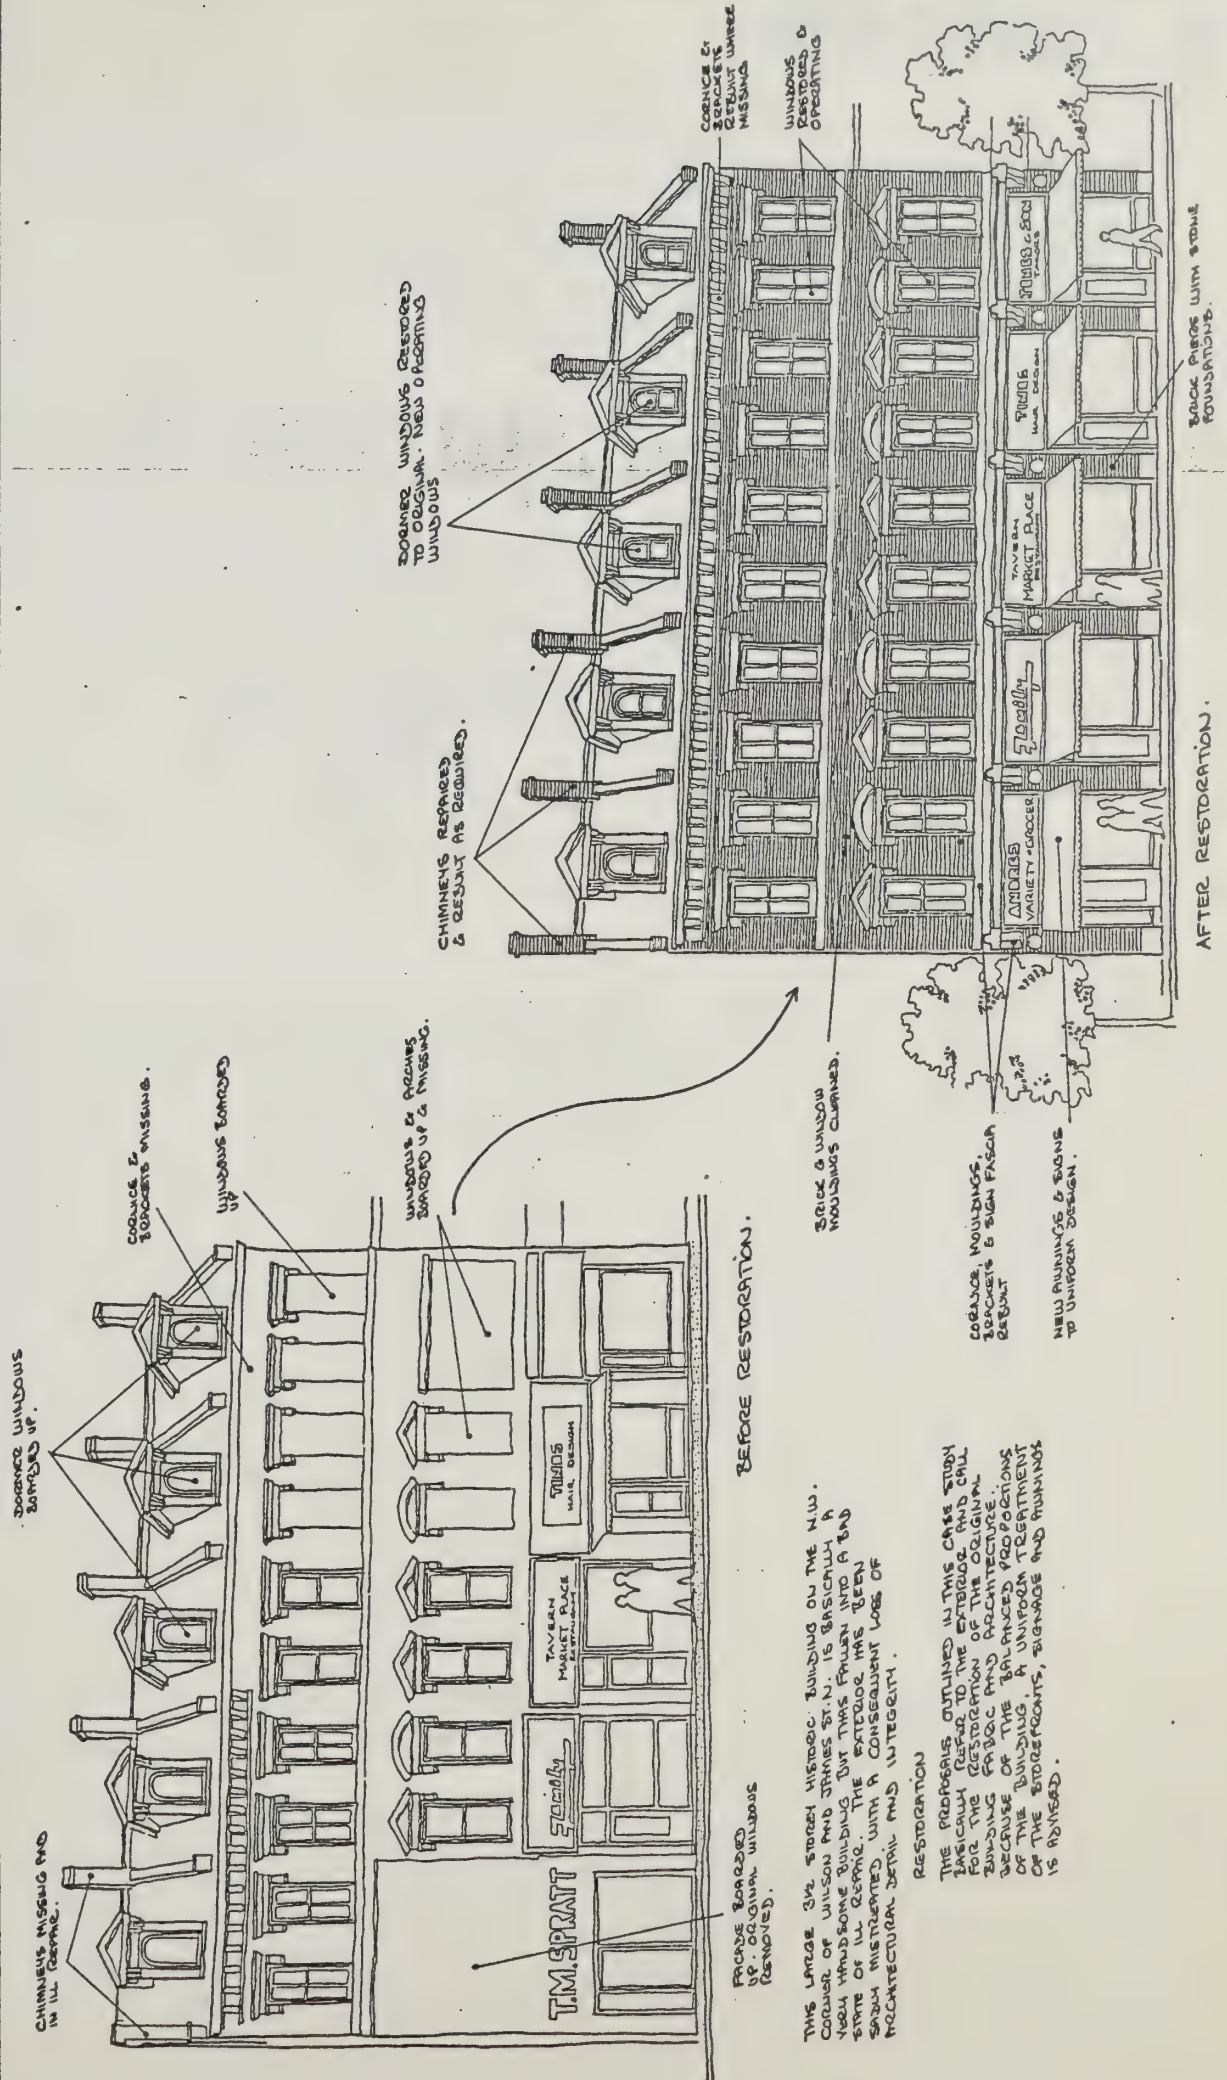 CHIMNEYS MISSING AND
IN ILL REPAIR.
DORMER WINDOWS
BOARDED UP.
CORNICE &
BRACKETS MISSING.
WINDOWS BOARDED
UP
WINDOWS & ARCHES
BOARDED UP & MISSING.
T.M. SPRATT
Family
TAVERN
MARKET PLACE
RESTAURANT
TINOS
HAIR DESIGN
FACADE BOARDED
UP. ORIGINAL WINDOWS
REMOVED.
BEFORE RESTORATION.
THIS LARGE 3½ STOREY HISTORIC BUILDING ON THE N.W.
CORNER OF WILSON AND JAMES ST. N. IS BASICALLY A
VERY HANDSOME BUILDING BUT THAS FALLEN INTO A BAD
STATE OF ILL REPAIR. THE EXTERIOR HAS BEEN
SADLY MISTREATED WITH A CONSEQUENT LOSS OF
ARCHITECTURAL DETAIL AND INTEGRITY.
RESTORATION
THE PROPOSALS OUTLINED IN THIS CASE STUDY
BASICALLY REFER TO THE EXTERIOR AND CALL
FOR THE RESTORATION OF THE ORIGINAL
BUILDING FABRIC AND ARCHITECTURE.
BECAUSE OF THE BALANCED PROPORTIONS
OF THE BUILDING, A UNIFORM TREATMENT
OF THE STOREFRONTS, SIGNAGE AND AWNINGS
IS ADVISED.
CHIMNEYS REPAIRED
& REBUILT AS REQUIRED.
DORMER WINDOWS RESTORED
TO ORIGINAL. NEW OPERATING
WINDOWS
CORNICE &
BRACKETS
REBUILT WHERE
MISSING
WINDOWS
RESTORED &
OPERATING
BRICK & WINDOW
MOULDINGS CLEANED.
CORNICE, MOULDINGS,
BRACKETS & SIGN FASCIA
REBUILT
NEW AWNINGS & SIGNS
TO UNIFORM DESIGN.
VARIETY • GROCER
Family
TAVERN
MARKET PLACE
RESTAURANT
TINOS
HAIR DESIGN
TAILORS
BRICK PIERS WITH STONE
FOUNDATIONS.
AFTER RESTORATION.